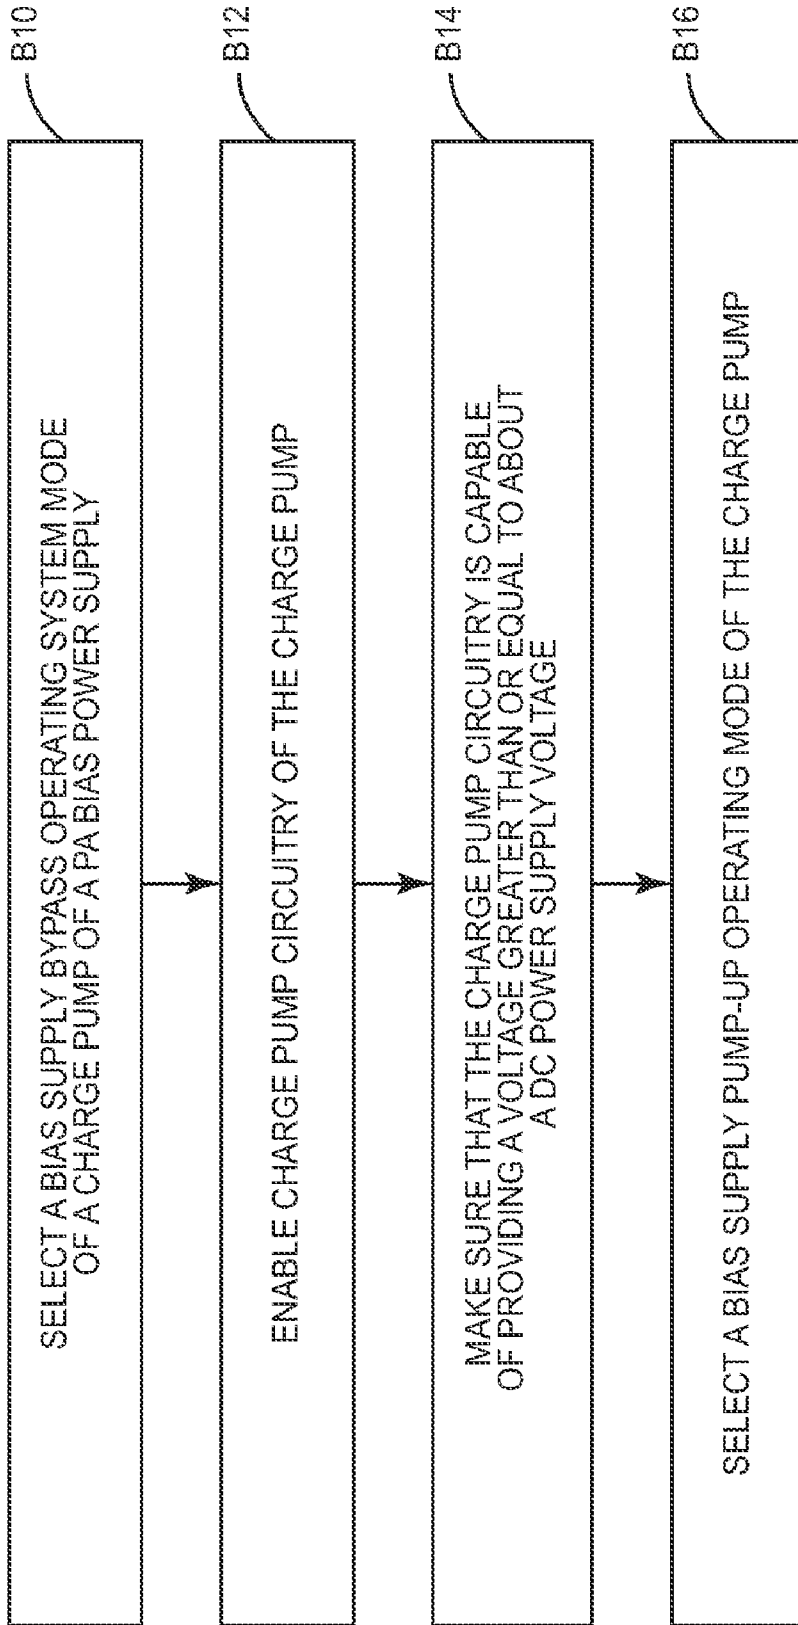 SELECT A BIAS SUPPLY BYPASS OPERATING SYSTEM MODE
OF A CHARGE PUMP OF A PA BIAS POWER SUPPLY
B10
ENABLE CHARGE PUMP CIRCUITRY OF THE CHARGE PUMP
B12
MAKE SURE THAT THE CHARGE PUMP CIRCUITRY IS CAPABLE
OF PROVIDING A VOLTAGE GREATER THAN OR EQUAL TO ABOUT
A DC POWER SUPPLY VOLTAGE
B14
SELECT A BIAS SUPPLY PUMP-UP OPERATING MODE OF THE CHARGE PUMP
B16